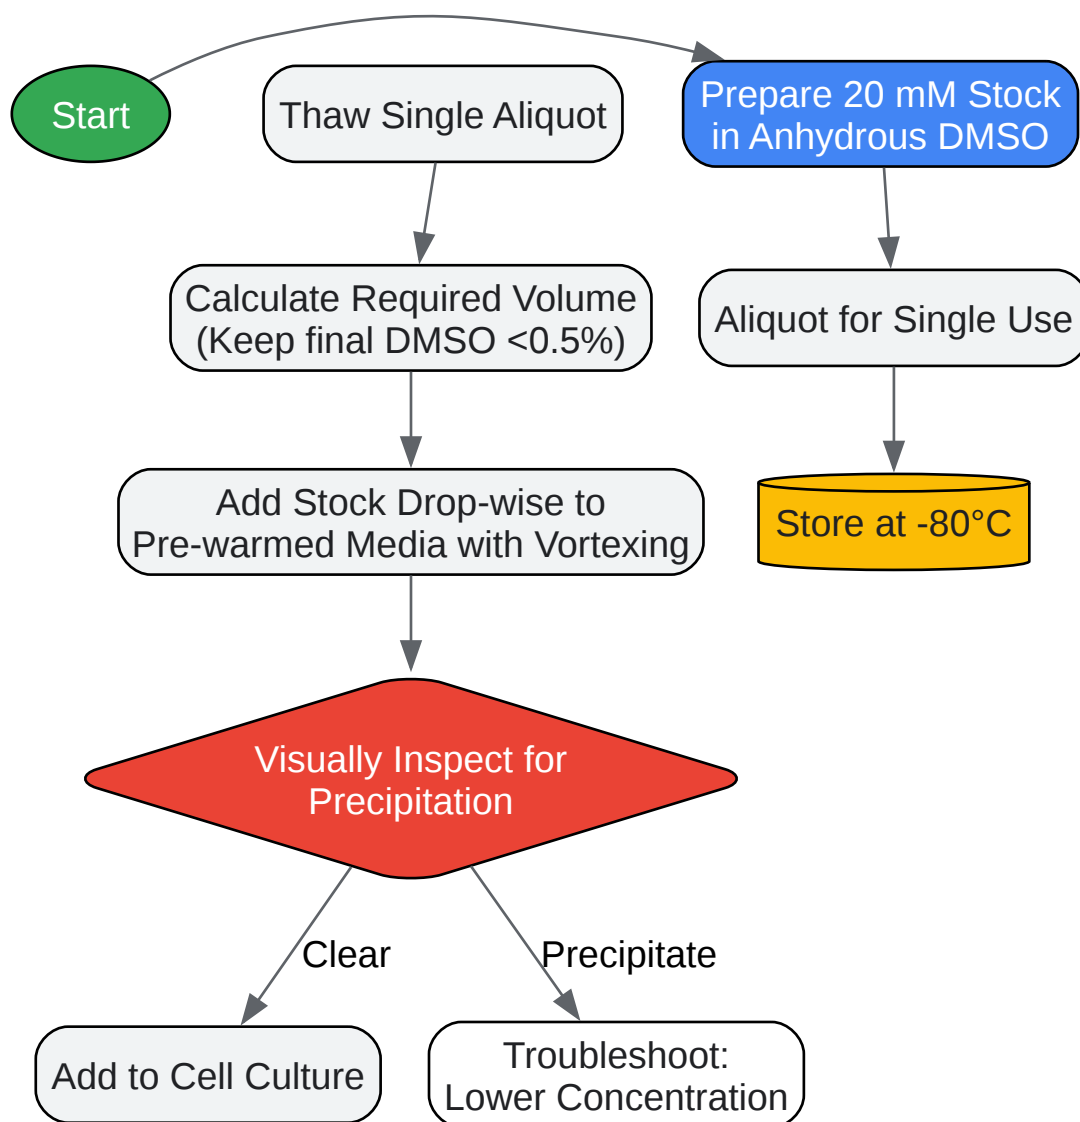 Start
Thaw Single Aliquot
Prepare 20 mM Stock
in Anhydrous DMSO
Calculate Required Volume
(Keep final DMSO <0.5%)
Aliquot for Single Use
Add Stock Drop-wise to
Pre-warmed Media with Vortexing
Store at -80°C
Visually Inspect for
Precipitation
Clear
Precipitate
Add to Cell Culture
Troubleshoot:
Lower Concentration